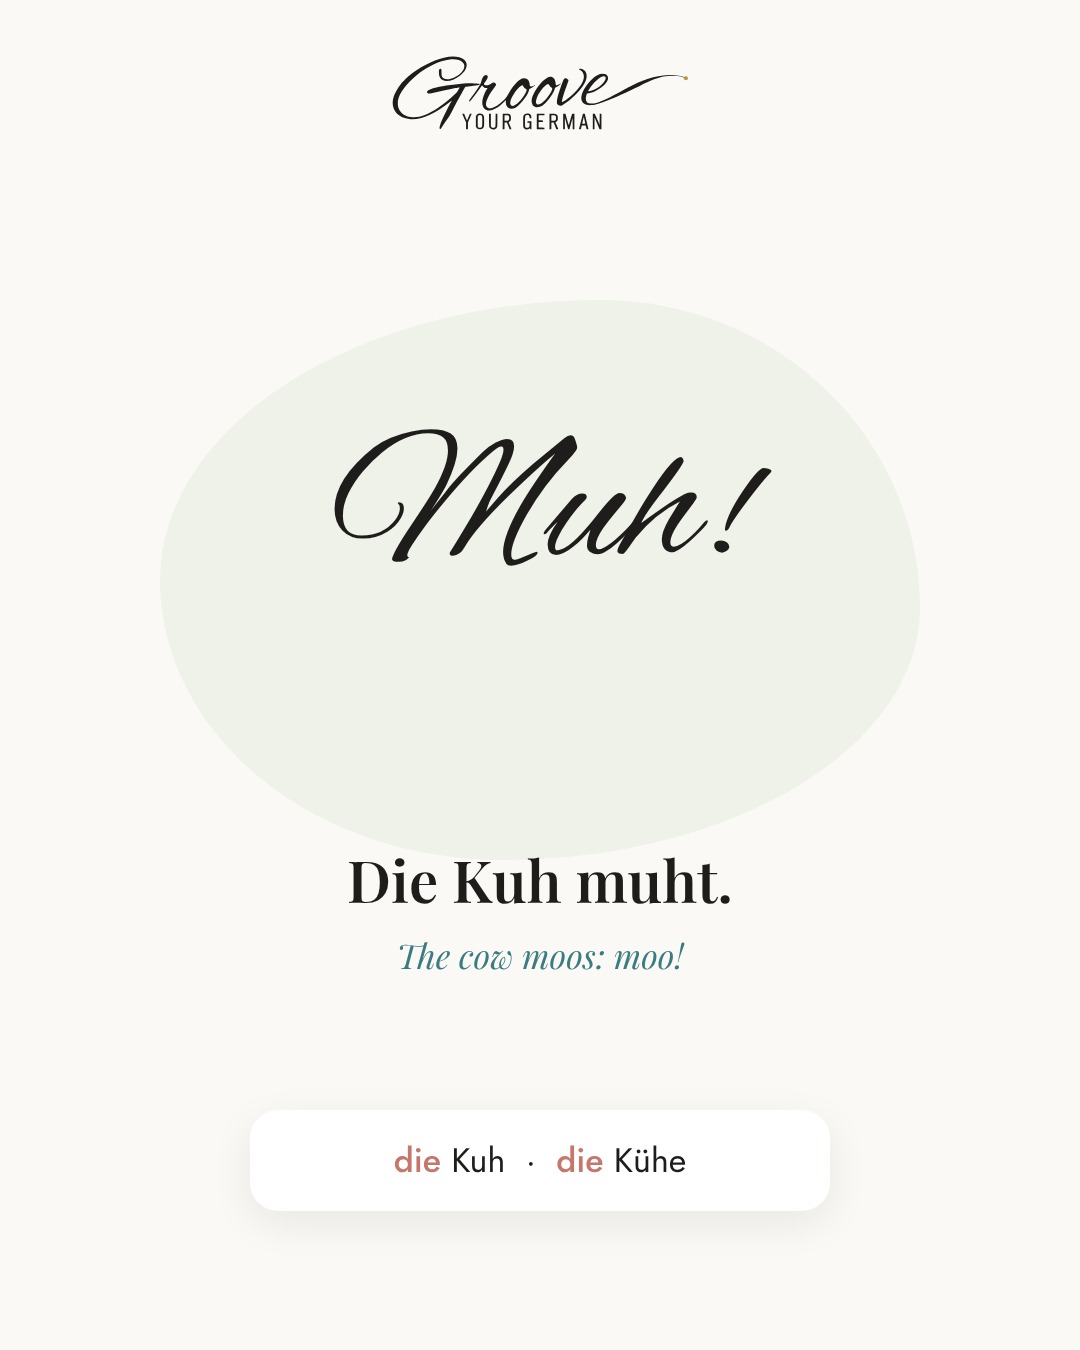 Groove
YOUR GERMAN
Muh!
Die Kuh muht.
The cow moos: moo!
die Kuh · die Kühe